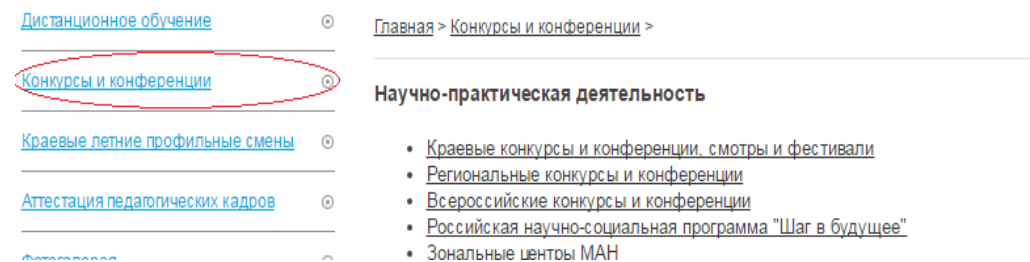 Дистанционное обучение
Конкурсы и конференции
Краевые летние профильные смены
Аттестация педагогических кадров
Фотогалерея
Главная > Конкурсы и конференции >
Научно-практическая деятельность
• Краевые конкурсы и конференции, смотры и фестивали
• Региональные конкурсы и конференции
• Всероссийские конкурсы и конференции
• Российская научно-социальная программа "Шаг в будущее"
• Зональные центры МАН